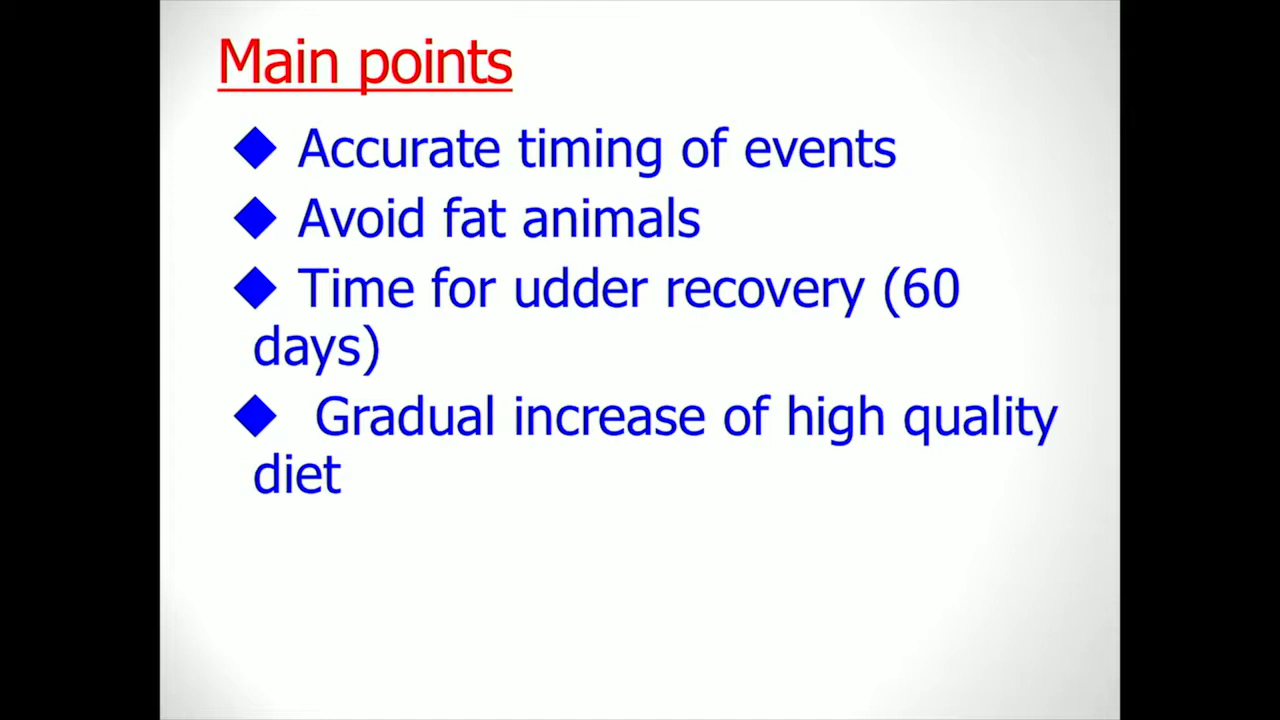 Main points
◆ Accurate timing of events
◆ Avoid fat animals
◆ Time for udder recovery (60
days)
◆ Gradual increase of high quality
diet